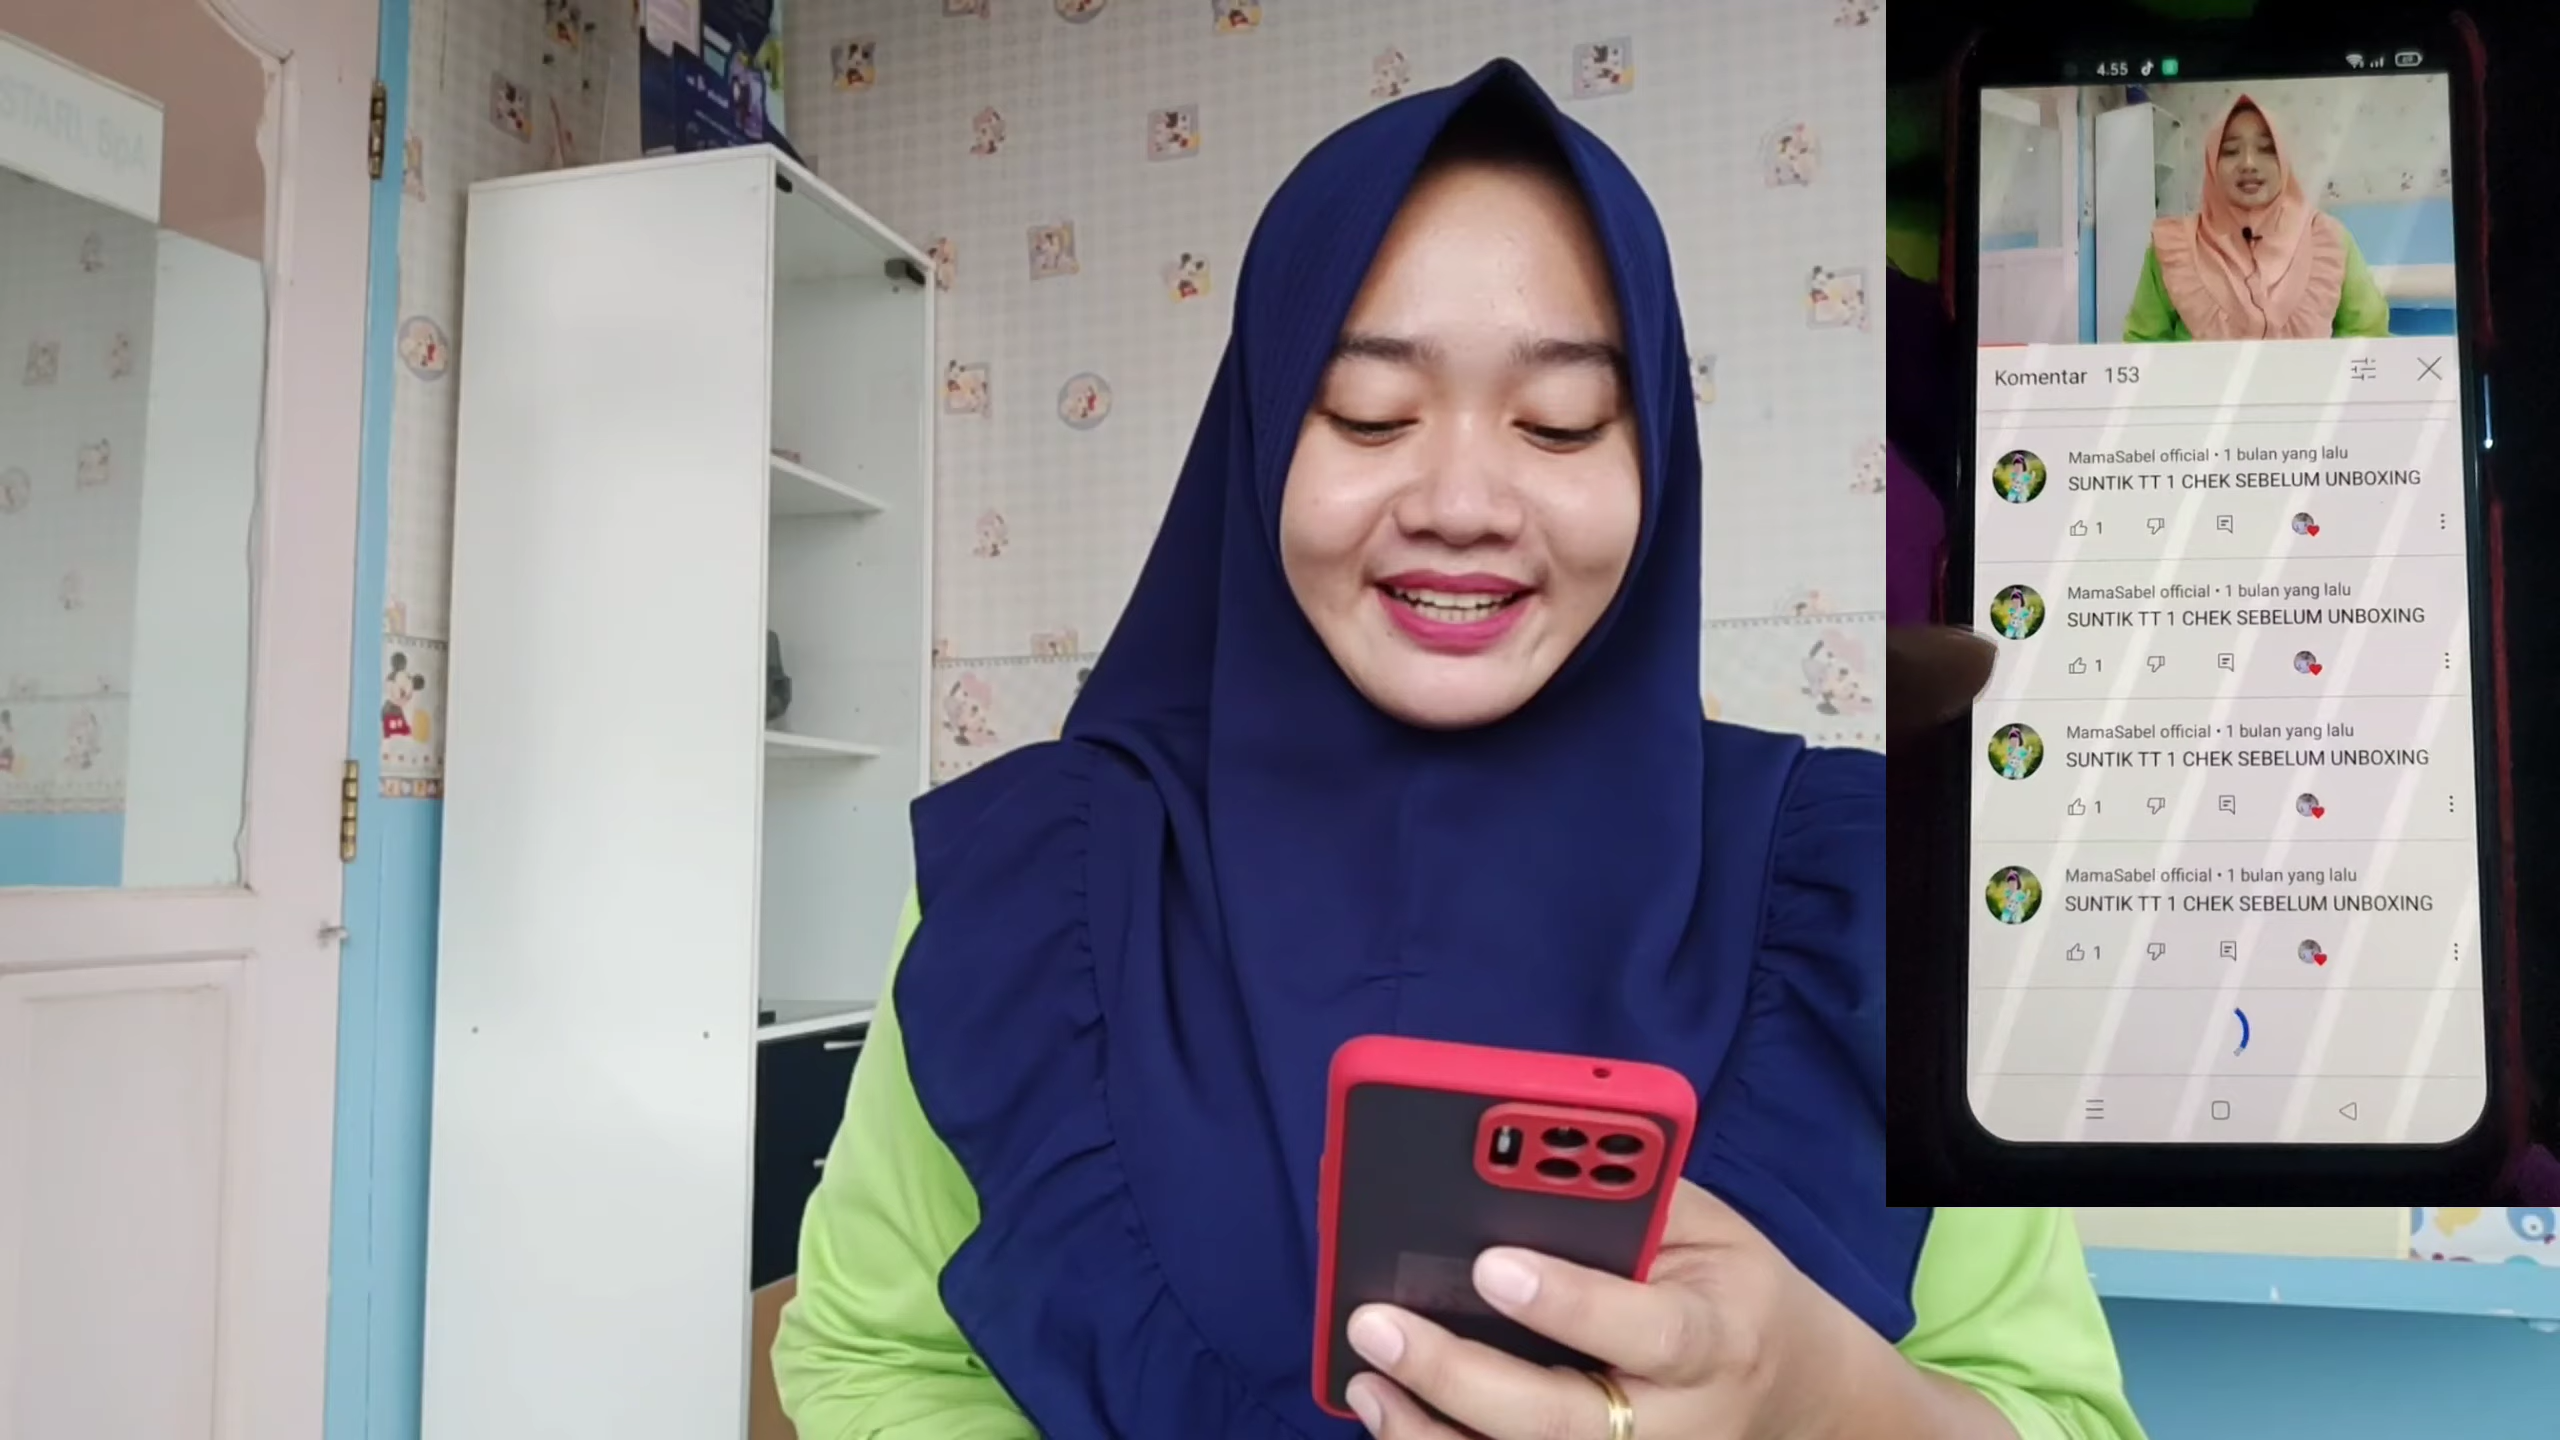 4.55
Komentar 153
MamaSabel official • 1 bulan yang lalu
SUNTIK TT 1 CHEK SEBELUM UNBOXING
1
MamaSabel official • 1 bulan yang lalu
SUNTIK TT 1 CHEK SEBELUM UNBOXING
1
MamaSabel official • 1 bulan yang lalu
SUNTIK TT 1 CHEK SEBELUM UNBOXING
1
MamaSabel official • 1 bulan yang lalu
SUNTIK TT 1 CHEK SEBELUM UNBOXING
1